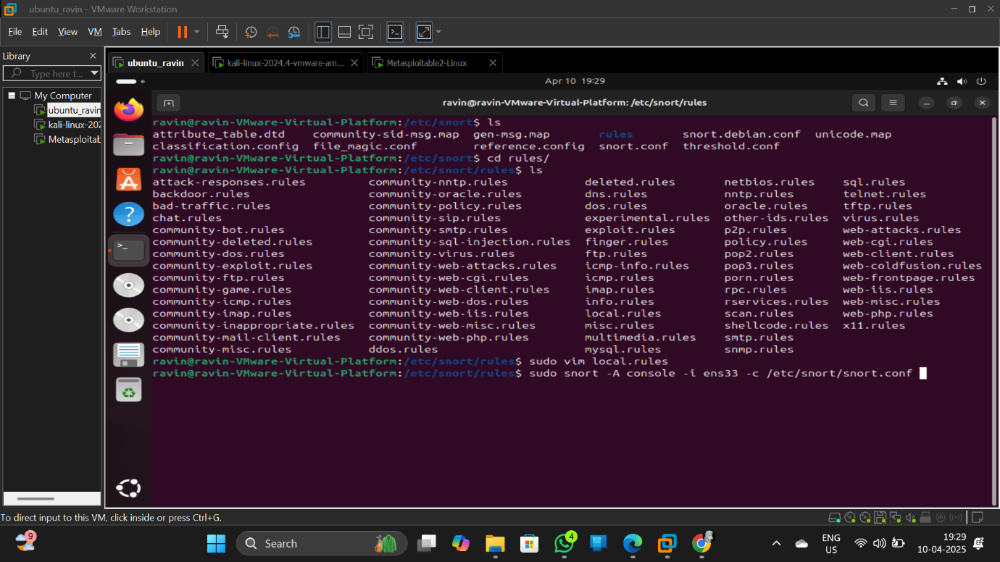 ubuntu_ravin - VMware Workstation
File Edit View VM Tabs Help
Library
Type here t...
My Computer
ubuntu_ravin
kali-linux-202
Metasploitab
ubuntu_ravin kali-linux-2024.4-vmware-am... Metasploitable2-Linux
Apr 10 19:29
ravin@ravin-VMware-Virtual-Platform: /etc/snort/rules
ravin@ravin-VMware-Virtual-Platform:/etc/snort$ ls
attribute_table.dtd community-sid-msg.map gen-msg.map rules snort.debian.conf unicode.map
classification.config file_magic.conf reference.config snort.conf threshold.conf
ravin@ravin-VMware-Virtual-Platform:/etc/snort$ cd rules/
ravin@ravin-VMware-Virtual-Platform:/etc/snort/rules$ ls
attack-responses.rules community-nntp.rules deleted.rules netbios.rules sql.rules
backdoor.rules community-oracle.rules dns.rules nntp.rules telnet.rules
bad-traffic.rules community-policy.rules dos.rules oracle.rules tftp.rules
chat.rules community-sip.rules experimental.rules other-ids.rules virus.rules
community-bot.rules community-smtp.rules exploit.rules p2p.rules web-attacks.rules
community-deleted.rules community-sql-injection.rules finger.rules policy.rules web-cgi.rules
community-dos.rules community-virus.rules ftp.rules pop2.rules web-client.rules
community-exploit.rules community-web-attacks.rules icmp-info.rules pop3.rules web-coldfusion.rules
community-ftp.rules community-web-cgi.rules icmp.rules porn.rules web-frontpage.rules
community-game.rules community-web-client.rules imap.rules rpc.rules web-iis.rules
community-icmp.rules community-web-dos.rules info.rules rservices.rules web-misc.rules
community-imap.rules community-web-iis.rules local.rules scan.rules web-php.rules
community-inappropriate.rules community-web-misc.rules misc.rules shellcode.rules x11.rules
community-mail-client.rules community-web-php.rules multimedia.rules smtp.rules
community-misc.rules ddos.rules mysql.rules snmp.rules
ravin@ravin-VMware-Virtual-Platform:/etc/snort/rules$ sudo vim local.rules
ravin@ravin-VMware-Virtual-Platform:/etc/snort/rules$ sudo snort -A console -i ens33 -c /etc/snort/snort.conf
To direct input to this VM, click inside or press Ctrl+G.
9
Search
4
ENG
US
19:29
10-04-2025